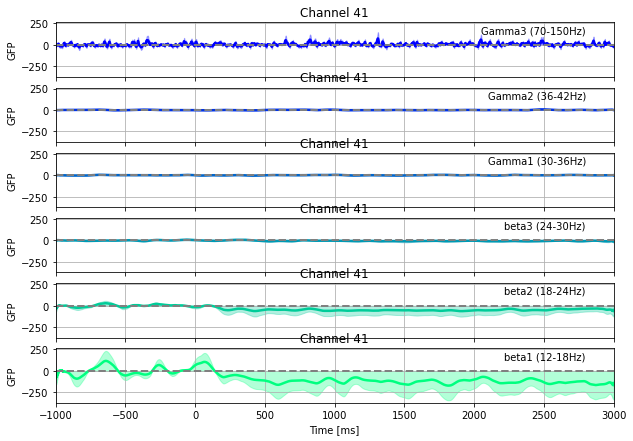 Channel 41
250
0
−250
GFP
Gamma3 (70-150Hz)
Channel 41
250
0
−250
GFP
Gamma2 (36-42Hz)
Channel 41
250
0
−250
GFP
Gamma1 (30-36Hz)
Channel 41
250
0
−250
GFP
beta3 (24-30Hz)
Channel 41
250
0
−250
GFP
beta2 (18-24Hz)
Channel 41
250
0
−250
GFP
beta1 (12-18Hz)
−1000 −500 0 500 1000 1500 2000 2500 3000
Time [ms]